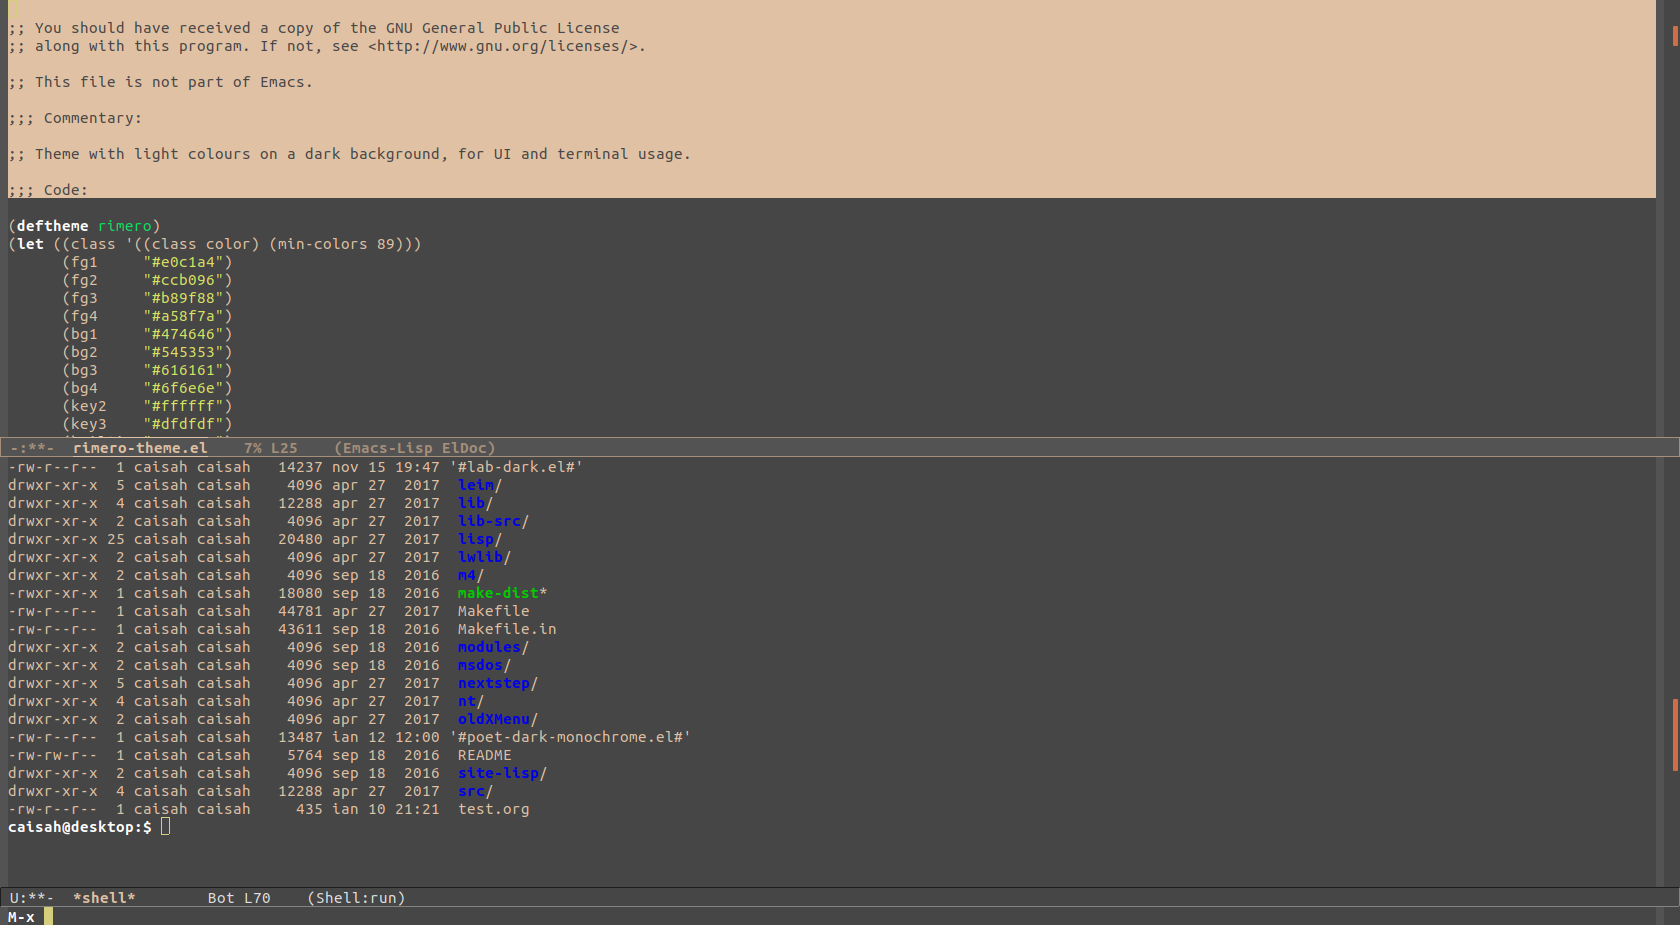 ;; You should have received a copy of the GNU General Public License
;; along with this program. If not, see <http://www.gnu.org/licenses/>.
;; This file is not part of Emacs.
;;; Commentary:
;; Theme with light colours on a dark background, for UI and terminal usage.
;;; Code:
(deftheme rimero)
(let ((class '((class color) (min-colors 89)))
      (fg1     "#e0c1a4")
      (fg2     "#ccb096")
      (fg3     "#b89f88")
      (fg4     "#a58f7a")
      (bg1     "#474646")
      (bg2     "#545353")
      (bg3     "#616161")
      (bg4     "#6f6e6e")
      (key2    "#ffffff")
      (key3    "#dfdfdf")
-:**-  rimero-theme.el    7% L25    (Emacs-Lisp ElDoc)
-rw-r--r--  1 caisah caisah   14237 nov 15 19:47 '#lab-dark.el#'
drwxr-xr-x  5 caisah caisah    4096 apr 27  2017  leim/
drwxr-xr-x  4 caisah caisah   12288 apr 27  2017  lib/
drwxr-xr-x  2 caisah caisah    4096 apr 27  2017  lib-src/
drwxr-xr-x 25 caisah caisah   20480 apr 27  2017  lisp/
drwxr-xr-x  2 caisah caisah    4096 apr 27  2017  lwlib/
drwxr-xr-x  2 caisah caisah    4096 sep 18  2016  m4/
-rwxr-xr-x  1 caisah caisah   18080 sep 18  2016  make-dist*
-rw-r--r--  1 caisah caisah   44781 apr 27  2017  Makefile
-rw-r--r--  1 caisah caisah   43611 sep 18  2016  Makefile.in
drwxr-xr-x  2 caisah caisah    4096 sep 18  2016  modules/
drwxr-xr-x  2 caisah caisah    4096 sep 18  2016  msdos/
drwxr-xr-x  5 caisah caisah    4096 apr 27  2017  nextstep/
drwxr-xr-x  4 caisah caisah    4096 apr 27  2017  nt/
drwxr-xr-x  2 caisah caisah    4096 apr 27  2017  oldXMenu/
-rw-r--r--  1 caisah caisah   13487 ian 12 12:00 '#poet-dark-monochrome.el#'
-rw-rw-r--  1 caisah caisah    5764 sep 18  2016  README
drwxr-xr-x  2 caisah caisah    4096 sep 18  2016  site-lisp/
drwxr-xr-x  4 caisah caisah   12288 apr 27  2017  src/
-rw-r--r--  1 caisah caisah     435 ian 10 21:21  test.org
caisah@desktop:$
U:**-  *shell*        Bot L70    (Shell:run)
M-x